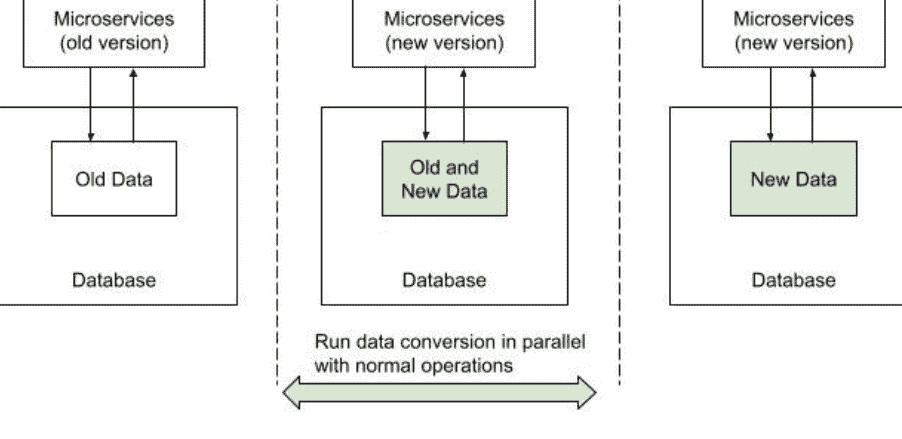 Microservices
(old version)
Microservices
(new version)
Microservices
(new version)
Old Data
Old and
New Data
New Data
Database
Database
Database
Run data conversion in parallel
with normal operations